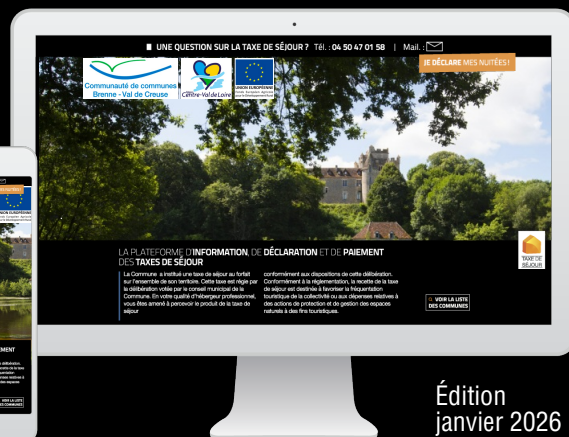 UNE QUESTION SUR LA TAXE DE SÉJOUR ? Tél. : 04 50 47 01 58 | Mail. :
JE DÉCLARE MES NUITÉES !
Communauté de communes
Brenne - Val de Creuse
Centre-Val de Loire
UNION EUROPÉENNE
LA PLATEFORME D'INFORMATION, DE DÉCLARATION ET DE PAIEMENT
DES TAXES DE SÉJOUR
La Commune a institué une taxe de séjour au forfait
sur l'ensemble de son territoire. Cette taxe est régie par
la délibération votée par le conseil municipal de la
Commune. En votre qualité d'hébergeur professionnel,
vous êtes amené à percevoir le produit de la taxe de
séjour
conformément aux dispositions de cette délibération.
Conformément à la réglementation, la recette de la taxe
de séjour est destinée à favoriser la fréquentation
touristique de la collectivité ou aux dépenses relatives à
des actions de protection et de gestion des espaces
naturels à des fins touristiques.
VOIR LA LISTE
DES COMMUNES
TAXE DE
SÉJOUR
EMENT
VOIR LA LISTE
DES COMMUNES
Édition
janvier 2026